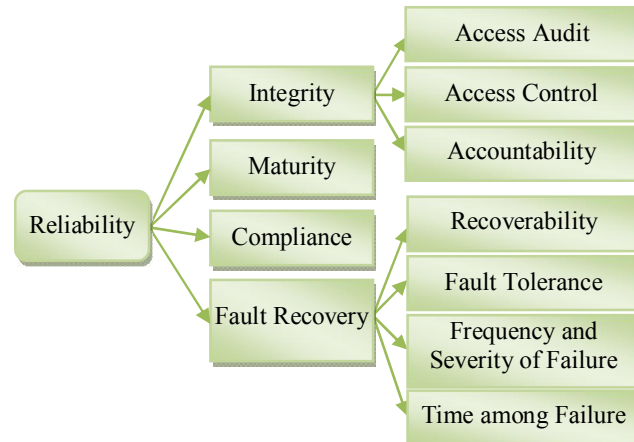 Reliability
Integrity
Maturity
Compliance
Fault Recovery
Access Audit
Access Control
Accountability
Recoverability
Fault Tolerance
Frequency and
Severity of Failure
Time among Failure